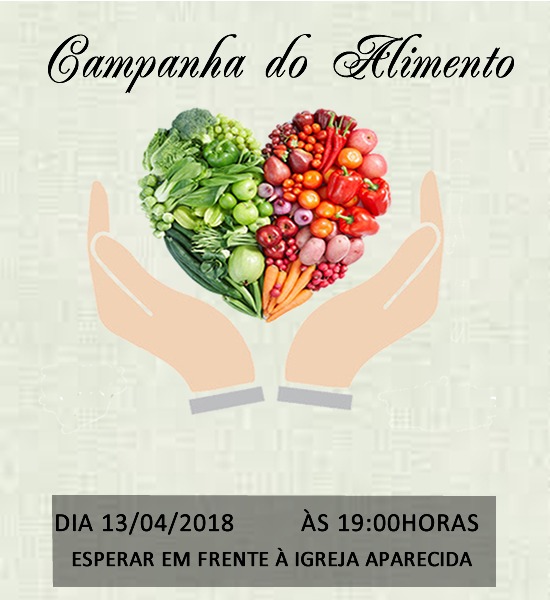 Campanha do Alimento
DIA 13/04/2018 ÀS 19:00HORAS
ESPERAR EM FRENTE À IGREJA APARECIDA